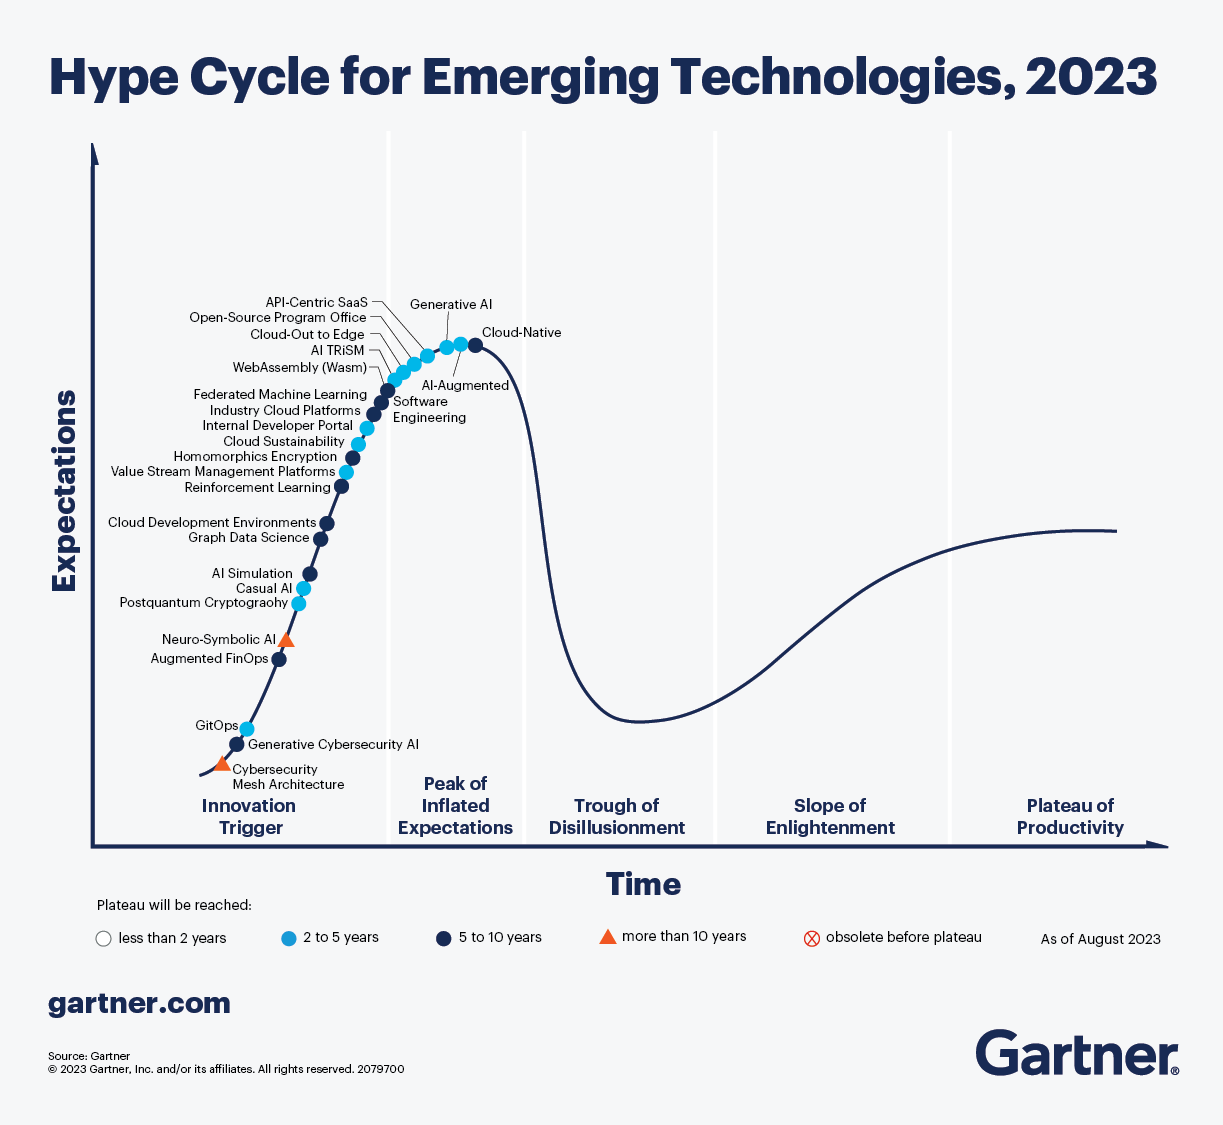 Hype Cycle for Emerging Technologies, 2023
Expectations
API-Centric SaaS
Generative AI
Open-Source Program Office
Cloud-Native
Cloud-Out to Edge
AI TRiSM
WebAssembly (Wasm)
AI-Augmented
Software
Engineering
Federated Machine Learning
Industry Cloud Platforms
Internal Developer Portal
Cloud Sustainability
Homomorphics Encryption
Value Stream Management Platforms
Reinforcement Learning
Cloud Development Environments
Graph Data Science
AI Simulation
Casual AI
Postquantum Cryptograohy
Neuro-Symbolic AI
Augmented FinOps
GitOps
Generative Cybersecurity AI
Cybersecurity
Mesh Architecture
Innovation
Trigger
Peak of
Inflated
Expectations
Trough of
Disillusionment
Slope of
Enlightenment
Plateau of
Productivity
Time
Plateau will be reached:
less than 2 years
2 to 5 years
5 to 10 years
more than 10 years
obsolete before plateau
As of August 2023
gartner.com
Source: Gartner
© 2023 Gartner, Inc. and/or its affiliates. All rights reserved. 2079700
Gartner®